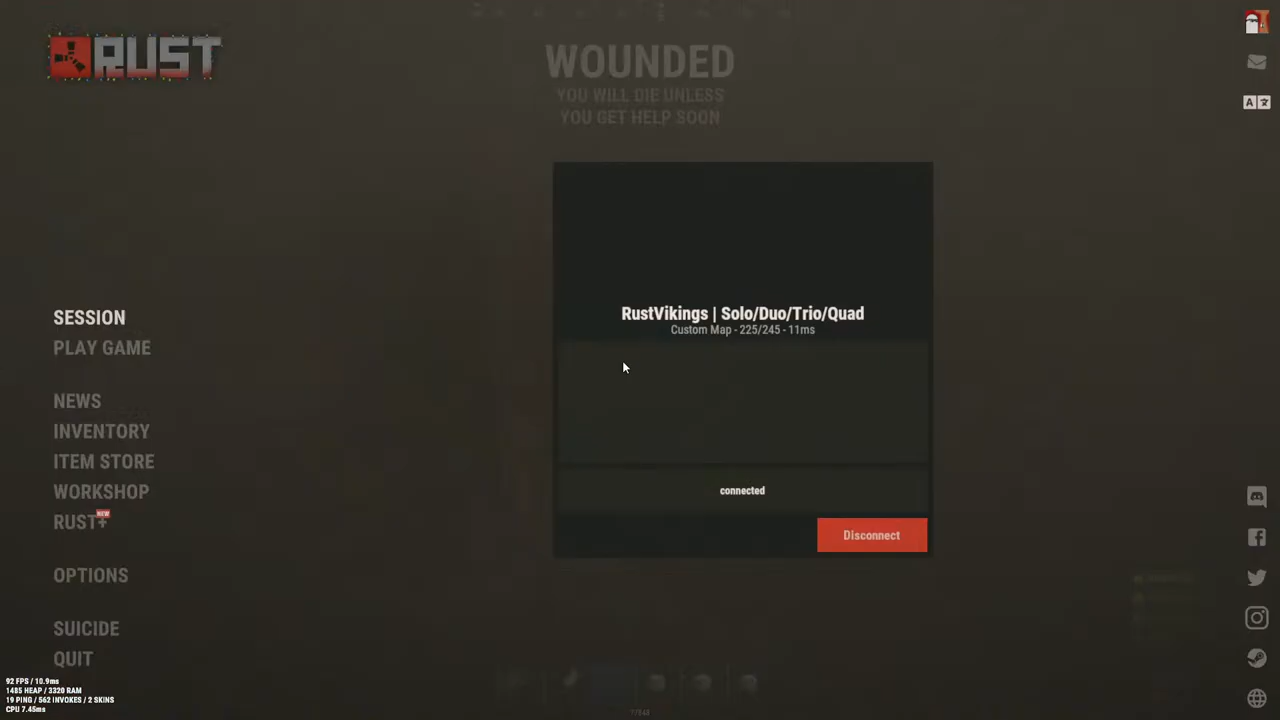 RUST
WOUNDED
YOU WILL DIE UNLESS
YOU GET HELP SOON
RustVikings | Solo/Duo/Trio/Quad
Custom Map - 225/245 - 11ms
connected
Disconnect
SESSION
PLAY GAME
NEWS
INVENTORY
ITEM STORE
WORKSHOP
RUST+
NEW
OPTIONS
SUICIDE
QUIT
92 FPS / 10.9ms
1485 HEAP / 3320 RAM
19 PING / 562 INVOKES / 2 SKINS
CPU 7.45ms